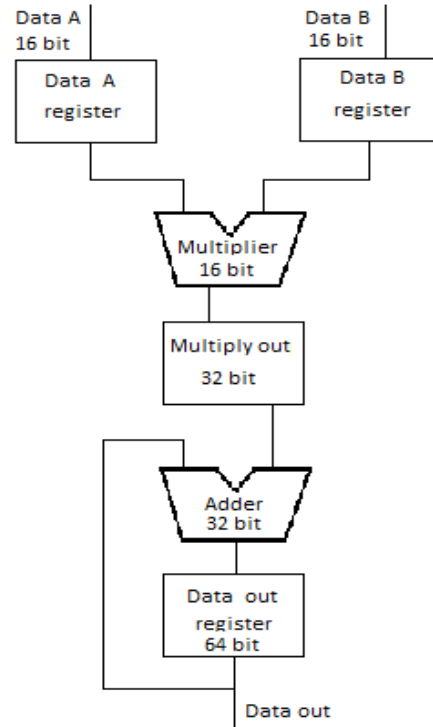 Data A
16 bit
Data B
16 bit
Data A
register
Data B
register
Multiplier
16 bit
Multiply out
32 bit
Adder
32 bit
Data out
register
64 bit
Data out